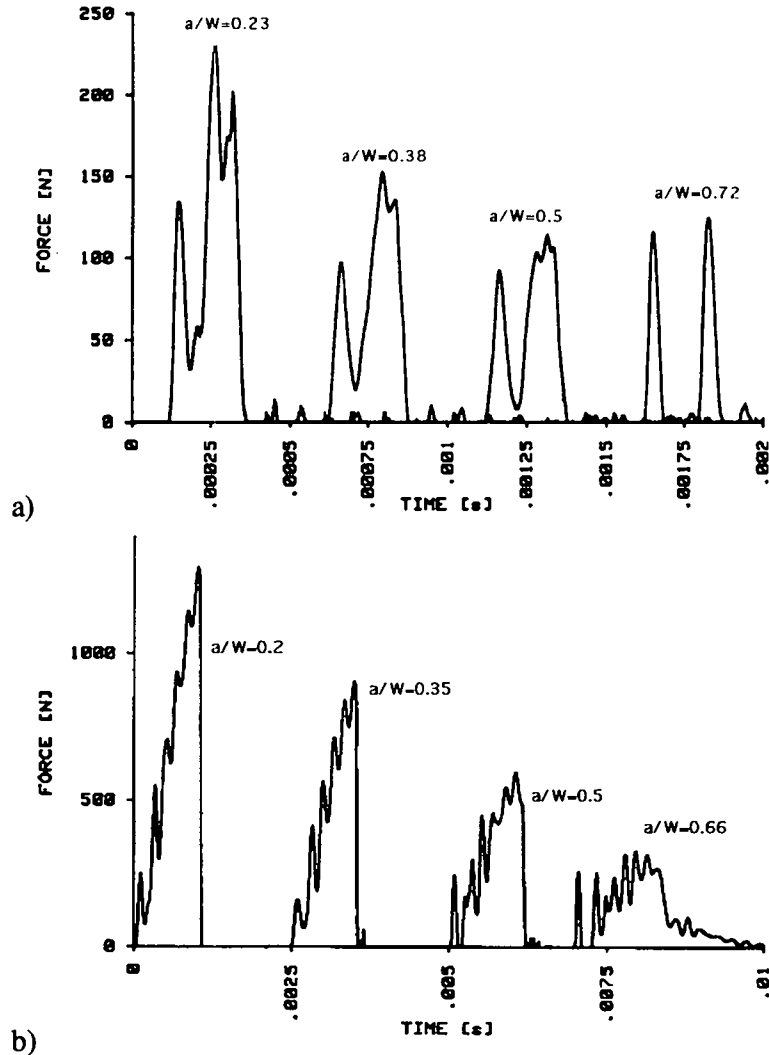 250
a/W=0.23
200
a/W=0.38
150
a/W=0.72
a/W=0.5
FORCE [N]
100
50
0
0
.00025
.0005
.00075
.001
.00125
.0015
.00175
.002
TIME [s]
a)
a/W=0.2
1000
a/W=0.35
FORCE [N]
a/W=0.5
500
a/W=0.66
0
0
.0025
.005
.0075
.01
TIME [s]
b)